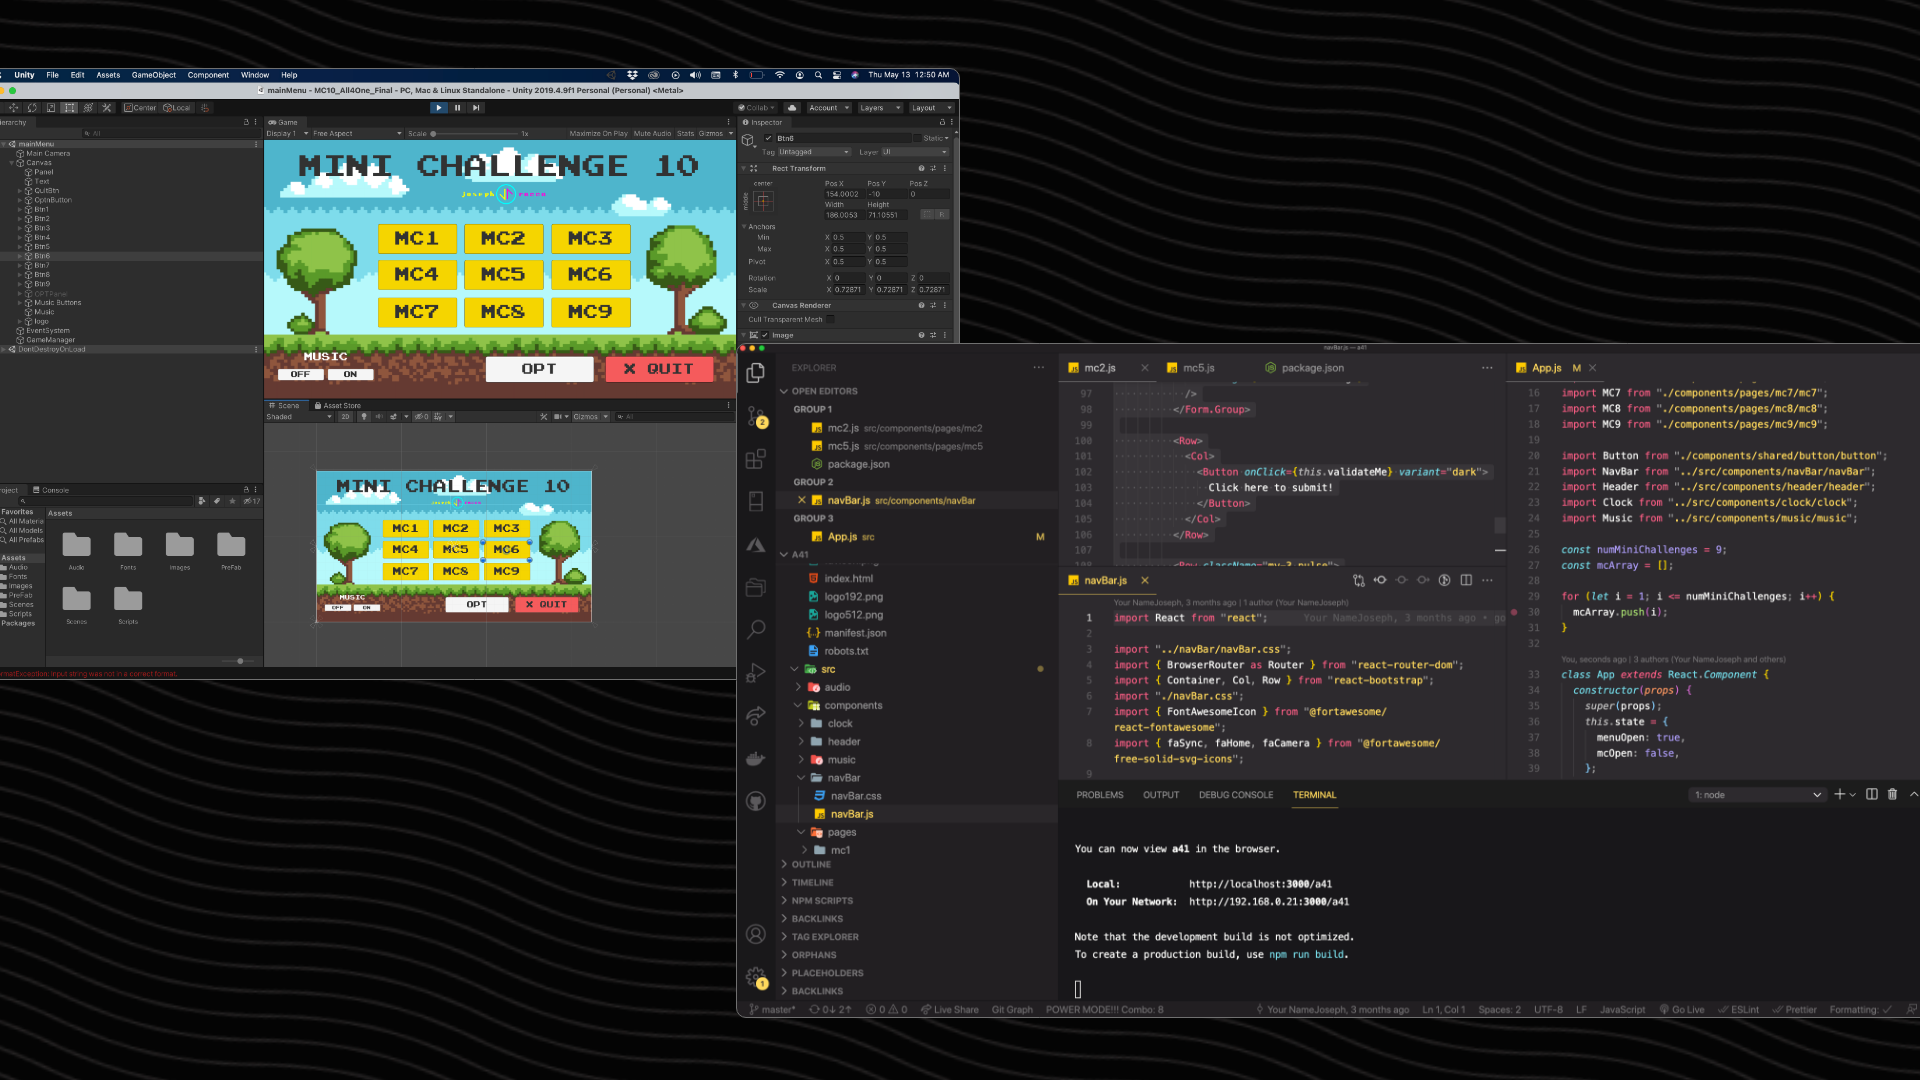 Unity File Edit Assets GameObject Component Window Help Thu May 13 12:50 AM
mainMenu - MC10_All4One_Final - PC, Mac & Linux Standalone - Unity 2019.4.9f1 Personal (Personal) <Metal>
Center Local Collab Account Layers Layout
Game
Display 1 Free Aspect Scale 1x Maximize On Play Mute Audio Stats Gizmos
All
mainMenu
Main Camera
Canvas
Panel
Text
QuitBtn
OptnButton
Btn1
Btn2
Btn3
Btn4
Btn5
Btn6
Btn7
Btn8
Btn9
OPTPanel
Music Buttons
Music
logo
EventSystem
GameManager
DontDestroyOnLoad
MINI CHALLENGE 10
joseph rocco
MC1 MC2 MC3
MC4 MC5 MC6
MC7 MC8 MC9
MUSIC
OFF ON
OPT
X QUIT
Inspector
Btn6 Static
Tag Untagged Layer UI
Rect Transform
center
middle
Pos X Pos Y Pos Z
154.0002 -10 0
Width Height
186.0053 71.10551
R
Anchors
Min X 0.5 Y 0.5
Max X 0.5 Y 0.5
Pivot X 0.5 Y 0.5
Rotation X 0 Y 0 Z 0
Scale X 0.72871 Y 0.72871 Z 0.72871
Canvas Renderer
Cull Transparent Mesh
Image
Scene Asset Store
Shaded 2D 0 Gizmos All
MINI CHALLENGE 10
MC1 MC2 MC3
MC4 MC5 MC6
MC7 MC8 MC9
MUSIC
OFF ON
OPT
X QUIT
Console
17
Favorites
All Models
All Prefabs
Assets
Audio
Fonts
Images
PreFab
Scenes
Scripts
Packages
Assets
Audio Fonts Images PreFab
Scenes Scripts
Input string was not in a correct format.
navBar.js — a41
EXPLORER
OPEN EDITORS
GROUP 1
mc2.js src/components/pages/mc2
mc5.js src/components/pages/mc5
package.json
GROUP 2
navBar.js src/components/navBar
GROUP 3
App.js src M
A41
index.html
logo192.png
logo512.png
manifest.json
robots.txt
src
audio
components
clock
header
music
navBar
navBar.css
navBar.js
pages
mc1
OUTLINE
TIMELINE
NPM SCRIPTS
BACKLINKS
TAG EXPLORER
ORPHANS
PLACEHOLDERS
BACKLINKS
2
1
mc2.js mc5.js package.json
97 />
98 </Form.Group>
99
100 <Row>
101 <Col>
102 <Button onClick={this.validateMe} variant="dark">
103 Click here to submit!
104 </Button>
105 </Col>
106 </Row>
107
<Row className="my-3 pulse">
navBar.js
Your NameJoseph, 3 months ago | 1 author (Your NameJoseph)
1 import React from "react"; Your NameJoseph, 3 months ago • go
2
3 import "../navBar/navBar.css";
4 import { BrowserRouter as Router } from "react-router-dom";
5 import { Container, Col, Row } from "react-bootstrap";
6 import "./navBar.css";
7 import { FontAwesomeIcon } from "@fortawesome/
react-fontawesome";
8 import { faSync, faHome, faCamera } from "@fortawesome/
free-solid-svg-icons";
9
App.js M
16 import MC7 from "./components/pages/mc7/mc7";
17 import MC8 from "./components/pages/mc8/mc8";
18 import MC9 from "./components/pages/mc9/mc9";
19
20 import Button from "./components/shared/button/button";
21 import NavBar from "../src/components/navBar/navBar";
22 import Header from "../src/components/header/header";
23 import Clock from "../src/components/clock/clock";
24 import Music from "../src/components/music/music";
25
26 const numMiniChallenges = 9;
27 const mcArray = [];
28
29 for (let i = 1; i <= numMiniChallenges; i++) {
30 mcArray.push(i);
31 }
32
You, seconds ago | 3 authors (Your NameJoseph and others)
33 class App extends React.Component {
34 constructor(props) {
35 super(props);
36 this.state = {
37 menuOpen: true,
38 mcOpen: false,
39 };
PROBLEMS OUTPUT DEBUG CONSOLE TERMINAL 1: node
You can now view a41 in the browser.
Local: http://localhost:3000/a41
On Your Network: http://192.168.0.21:3000/a41
Note that the development build is not optimized.
To create a production build, use npm run build.
master* 0↓ 2↑ 0 0 Live Share Git Graph POWER MODE!!! Combo: 8 Your NameJoseph, 3 months ago Ln 1, Col 1 Spaces: 2 UTF-8 LF JavaScript Go Live ESLint Prettier Formatting: